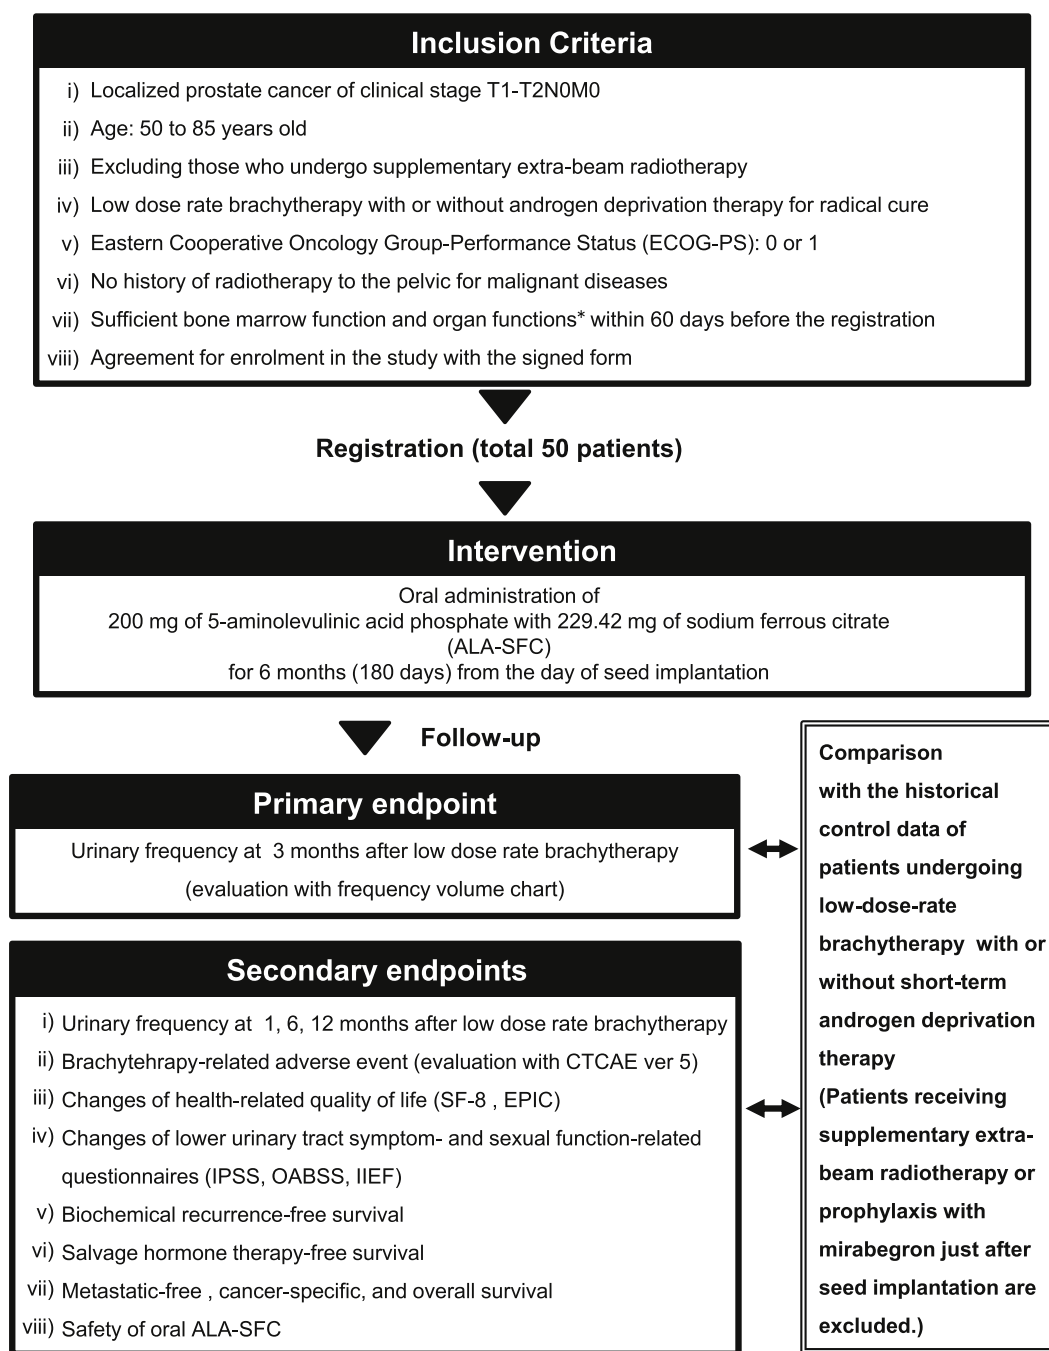 Inclusion Criteria
i) Localized prostate cancer of clinical stage T1-T2N0M0
ii) Age: 50 to 85 years old
iii) Excluding those who undergo supplementary extra-beam radiotherapy
iv) Low dose rate brachytherapy with or without androgen deprivation therapy for radical cure
v) Eastern Cooperative Oncology Group-Performance Status (ECOG-PS): 0 or 1
vi) No history of radiotherapy to the pelvic for malignant diseases
vii) Sufficient bone marrow function and organ functions* within 60 days before the registration
viii) Agreement for enrolment in the study with the signed form
Registration (total 50 patients)
Intervention
Oral administration of
200 mg of 5-aminolevulinic acid phosphate with 229.42 mg of sodium ferrous citrate
(ALA-SFC)
for 6 months (180 days) from the day of seed implantation
Follow-up
Primary endpoint
Urinary frequency at 3 months after low dose rate brachytherapy
(evaluation with frequency volume chart)
Secondary endpoints
i) Urinary frequency at 1, 6, 12 months after low dose rate brachytherapy
ii) Brachytehrapy-related adverse event (evaluation with CTCAE ver 5)
iii) Changes of health-related quality of life (SF-8 , EPIC)
iv) Changes of lower urinary tract symptom- and sexual function-related
questionnaires (IPSS, OABSS, IIEF)
v) Biochemical recurrence-free survival
vi) Salvage hormone therapy-free survival
vii) Metastatic-free , cancer-specific, and overall survival
viii) Safety of oral ALA-SFC
Comparison
with the historical
control data of
patients undergoing
low-dose-rate
brachytherapy with or
without short-term
androgen deprivation
therapy
(Patients receiving
supplementary extra-
beam radiotherapy or
prophylaxis with
mirabegron just after
seed implantation are
excluded.)